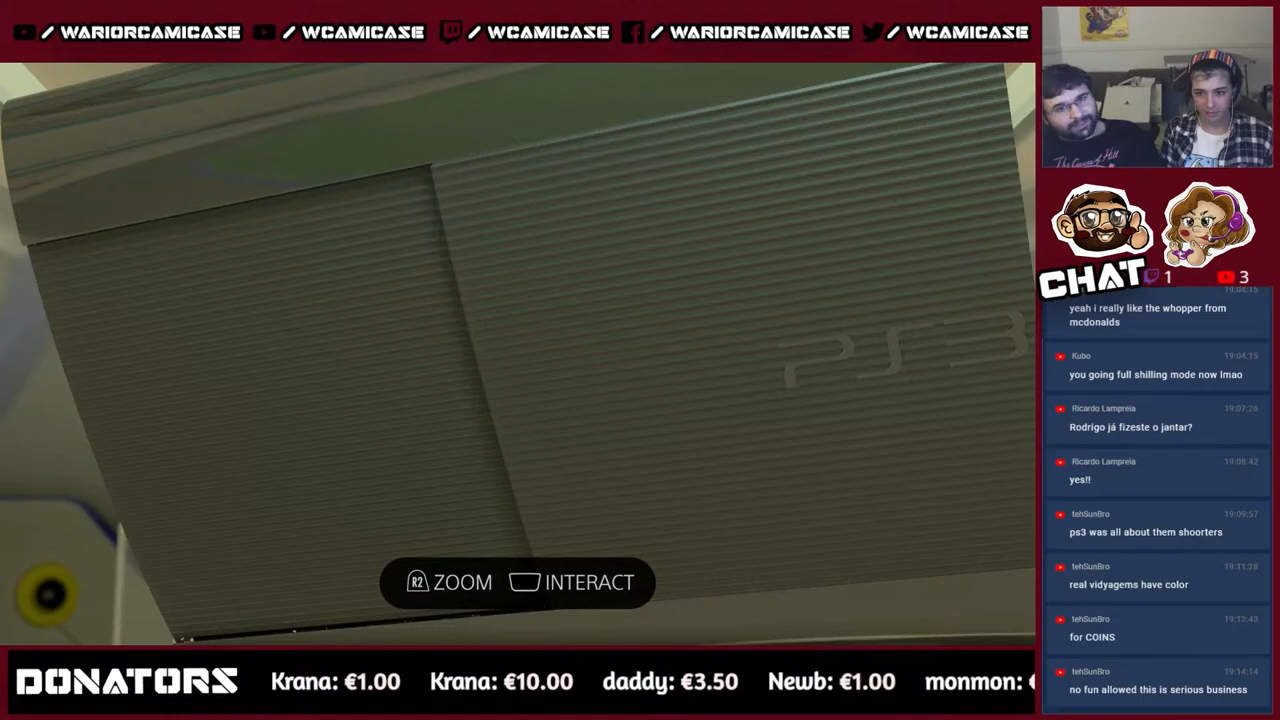 / WARIORCAMICASE / WCAMICASE / WCAMICASE / WARIORCAMICASE / WCAMICASE
PS3
R2 ZOOM INTERACT
CHAT 1 3
19:04:15
yeah i really like the whopper from
mcdonalds
Kubo 19:04:15
you going full shilling mode now lmao
Ricardo Lampreia 19:07:26
Rodrigo já fizeste o jantar?
Ricardo Lampreia 19:08:42
yes!!
tehSunBro 19:09:57
ps3 was all about them shoorters
tehSunBro 19:11:28
real vidyagems have color
tehSunBro 19:12:43
for COINS
tehSunBro 19:14:14
no fun allowed this is serious business
DONATORS Krana: €1.00 Krana: €10.00 daddy: €3.50 Newb: €1.00 monmon: €